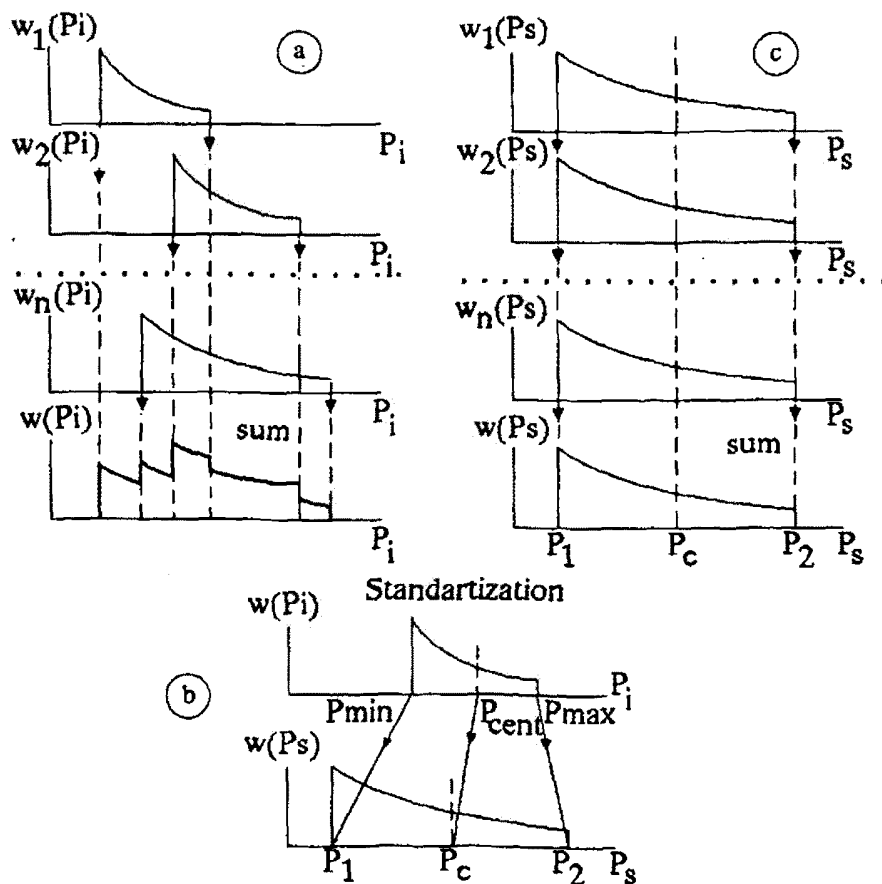 w1(Pi)
a
Pi
w2(Pi)
Pi
wn(Pi)
Pi
w(Pi)
sum
Pi
w1(Ps)
c
Ps
w2(Ps)
Ps
wn(Ps)
Ps
w(Ps)
sum
P1 Pc P2 Ps
Standartization
w(Pi)
b
Pi
Pmin Pcent Pmax
w(Ps)
P1 Pc P2 Ps